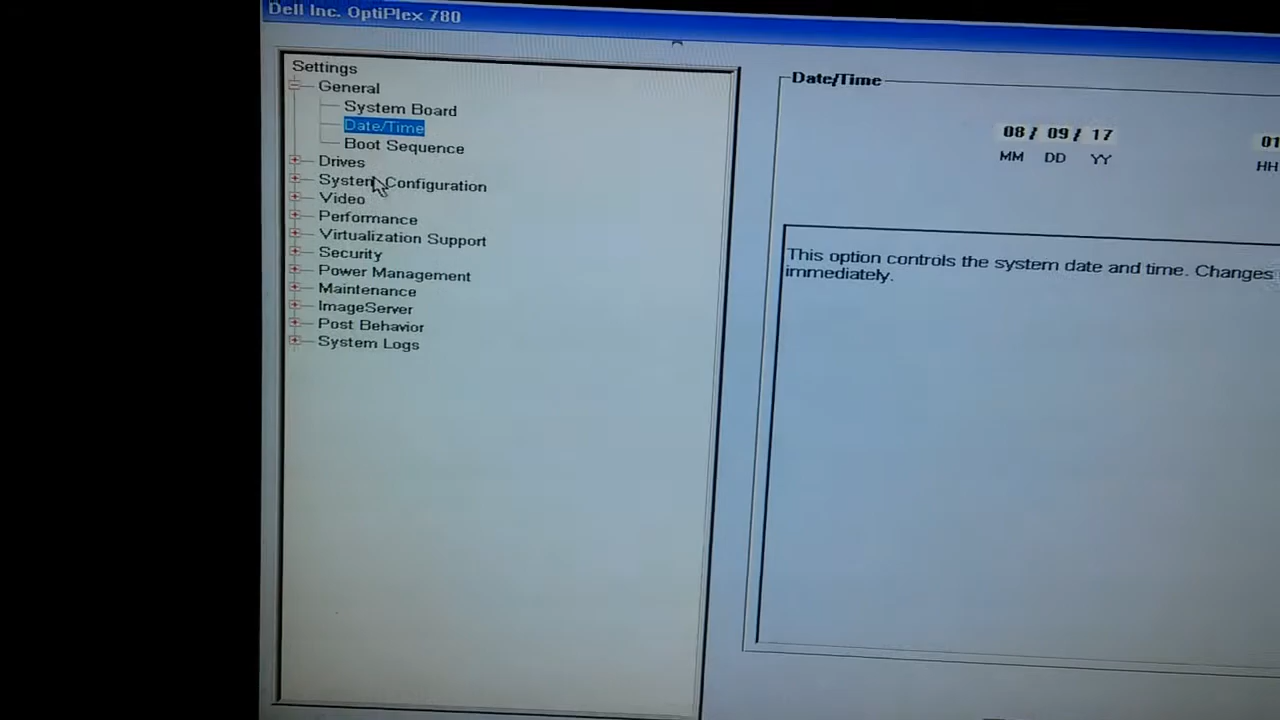 Dell Inc. OptiPlex 780
Settings
General
System Board
Date/Time
Boot Sequence
Drives
System Configuration
Video
Performance
Virtualization Support
Security
Power Management
Maintenance
ImageServer
Post Behavior
System Logs
Date/Time
08 / 09 / 17 01
MM DD YY HH
This option controls the system date and time. Changes
immediately.